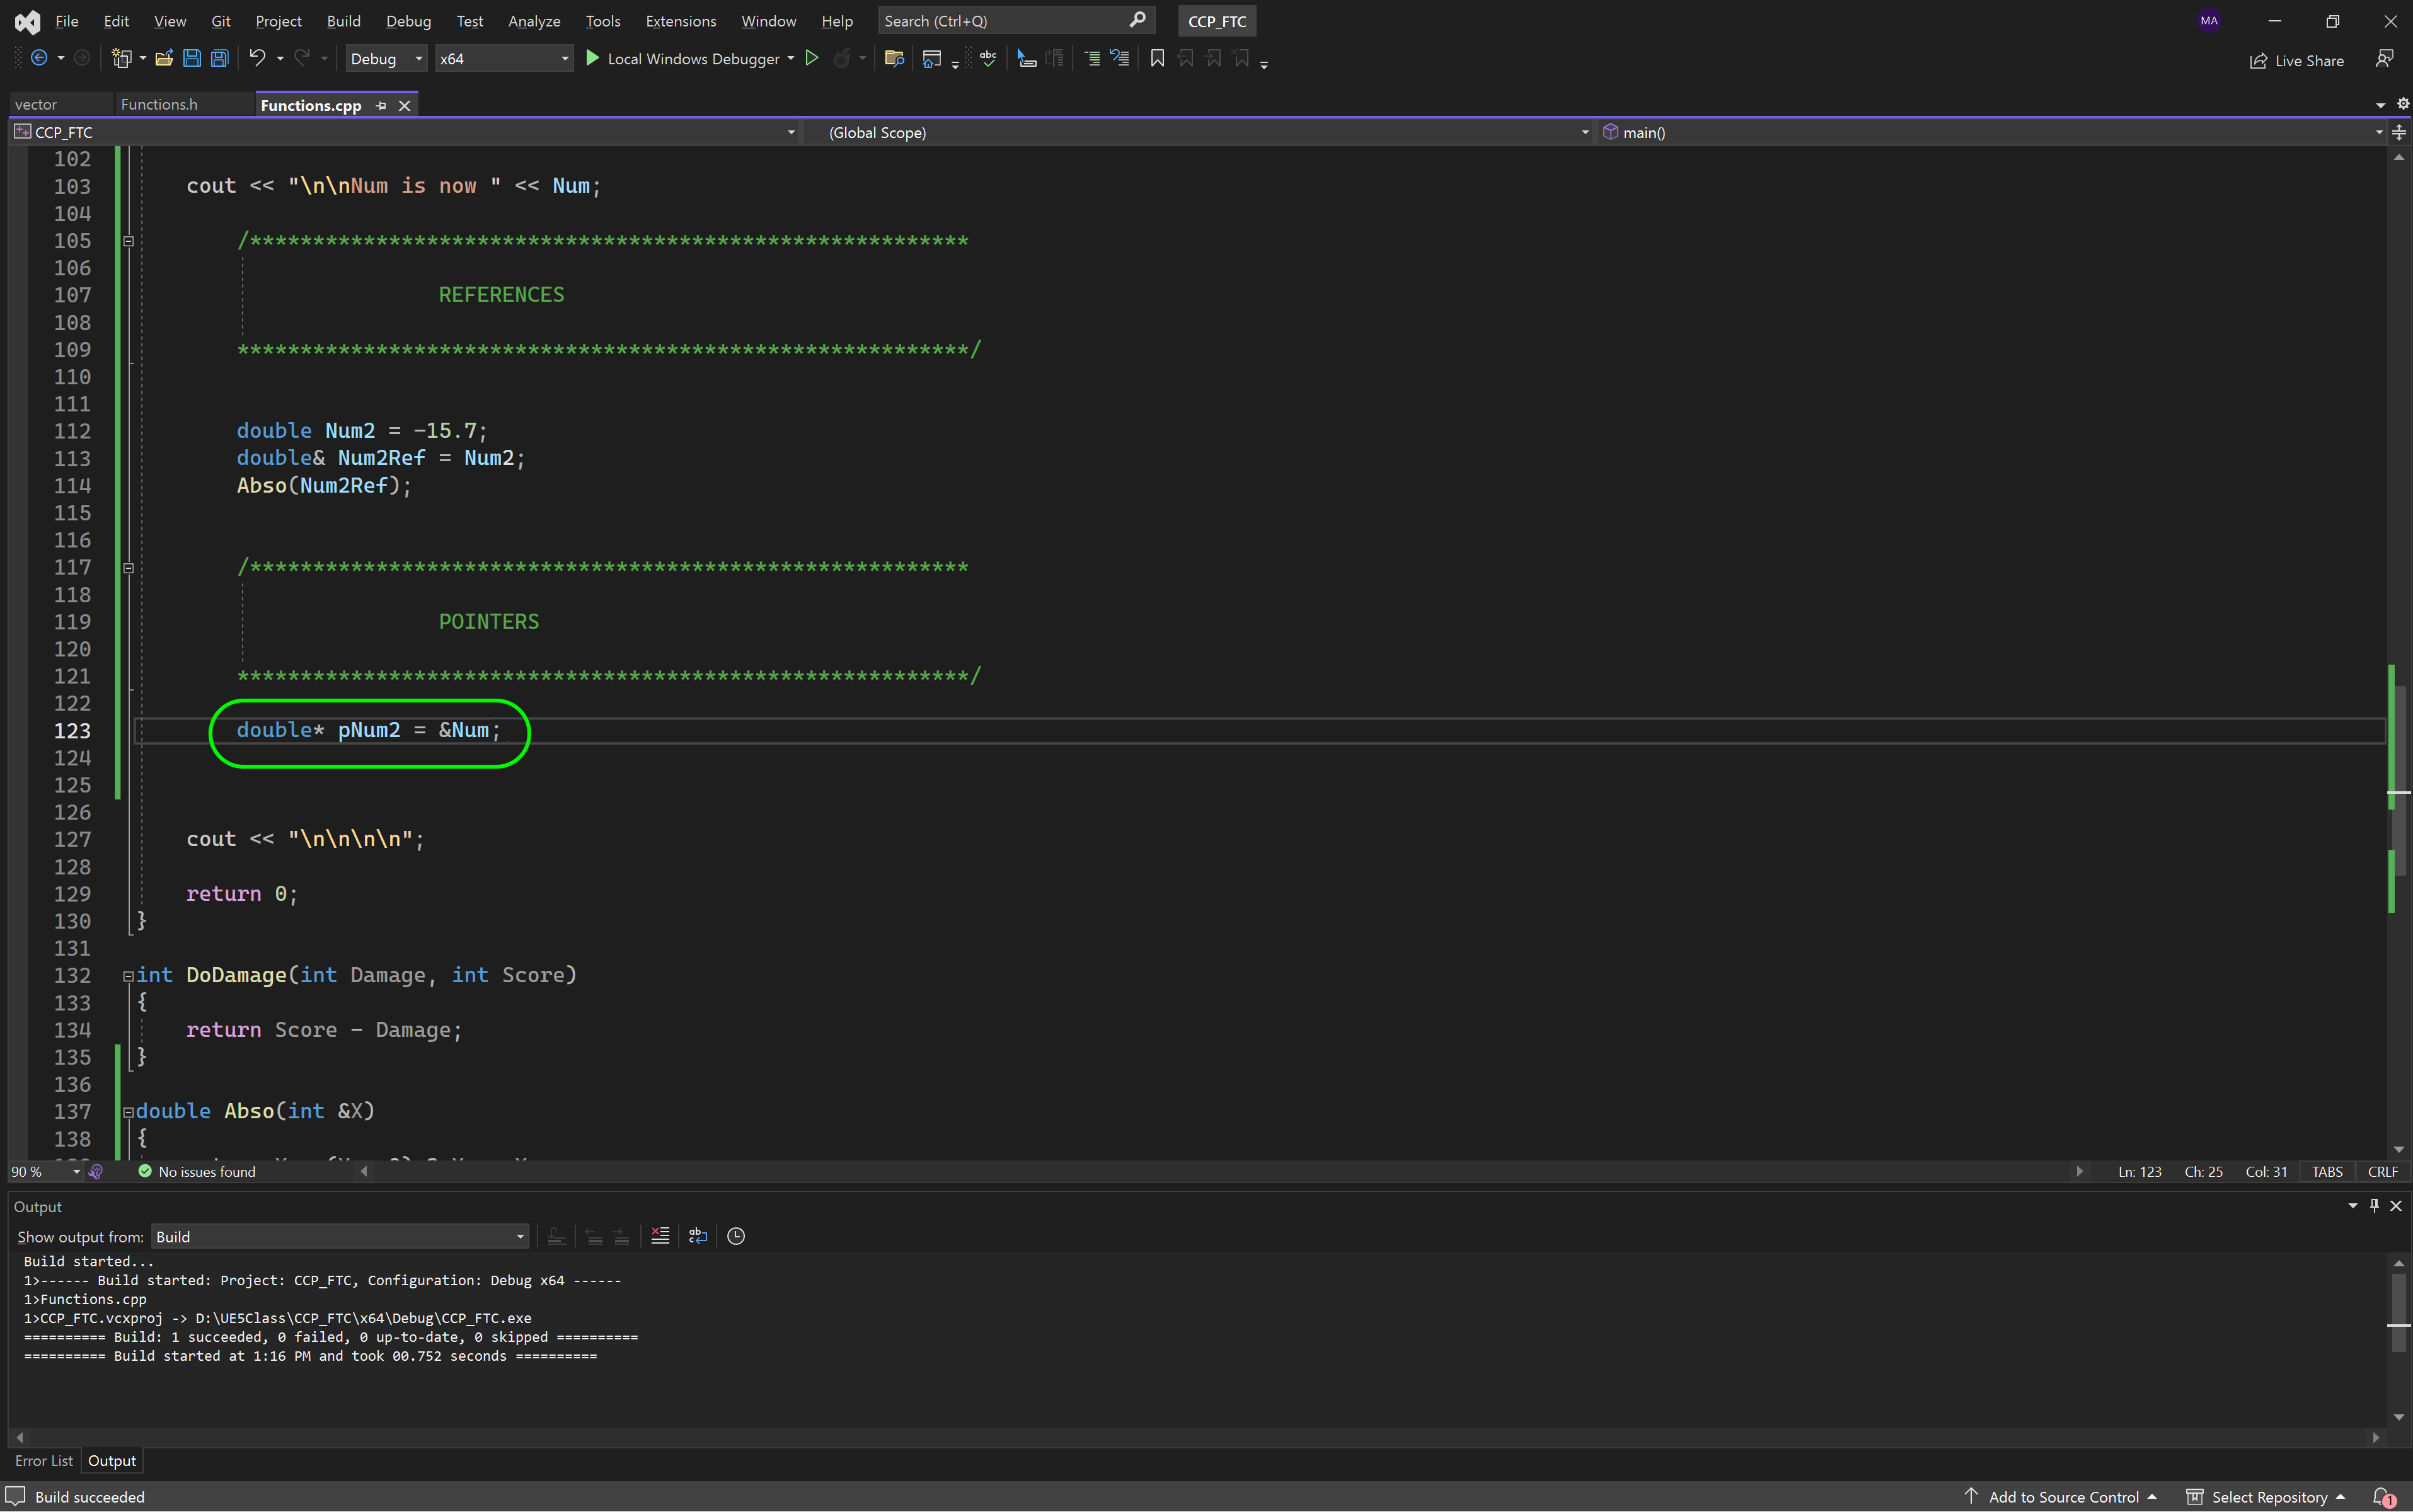 File Edit View Git Project Build Debug Test Analyze Tools Extensions Window Help Search (Ctrl+Q) CCP_FTC MA
Debug x64 Local Windows Debugger Live Share
vector Functions.h Functions.cpp
CCP_FTC (Global Scope) main()
102
103 cout << "\n\nNum is now " << Num;
104
105 /*********************************************************
106
107 REFERENCES
108
109 **********************************************************/
110
111
112 double Num2 = -15.7;
113 double& Num2Ref = Num2;
114 Abso(Num2Ref);
115
116
117 /*********************************************************
118
119 POINTERS
120
121 **********************************************************/
122
123 double* pNum2 = &Num;
124
125
126
127 cout << "\n\n\n\n";
128
129 return 0;
130 }
131
132 int DoDamage(int Damage, int Score)
133 {
134 return Score - Damage;
135 }
136
137 double Abso(int &X)
138 {
90 % No issues found Ln: 123 Ch: 25 Col: 31 TABS CRLF
Output
Show output from: Build
Build started...
1>------ Build started: Project: CCP_FTC, Configuration: Debug x64 ------
1>Functions.cpp
1>CCP_FTC.vcxproj -> D:\UE5Class\CCP_FTC\x64\Debug\CCP_FTC.exe
========== Build: 1 succeeded, 0 failed, 0 up-to-date, 0 skipped ==========
========== Build started at 1:16 PM and took 00.752 seconds ==========
Error List Output
Build succeeded Add to Source Control Select Repository 1